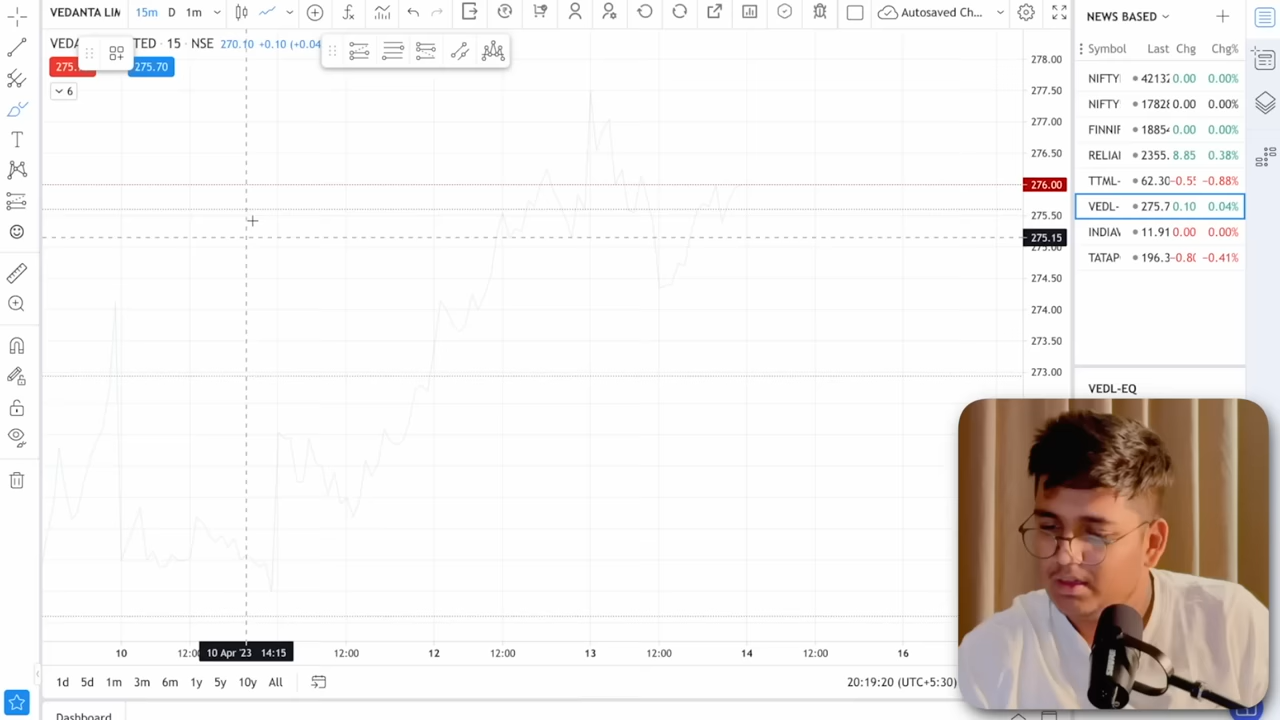 VEDANTA LIM 15m D 1m Autosaved Ch... NEWS BASED
VEDA TED · 15 · NSE 270.10 +0.10 (+0.04
275. 275.70
6
Symbol Last Chg Chg%
NIFTY 42132 0.00 0.00%
NIFTY 1782 0.00 0.00%
FINNIF 1885 0.00 0.00%
RELIAI 2355. 8.85 0.38%
TTML- 62.30 -0.5 -0.88%
VEDL- 275.7 0.10 0.04%
INDIA 11.91 0.00 0.00%
TATAP 196.3 -0.80 -0.41%
VEDL-EQ
278.00
277.50
277.00
276.50
276.00
275.50
275.15
275.00
274.50
274.00
273.50
273.00
10 12:0 10 Apr '23 14:15 12:00 12 12:00 13 12:00 14 12:00 16
1d 5d 1m 3m 6m 1y 5y 10y All 20:19:20 (UTC+5:30)
Dashboard